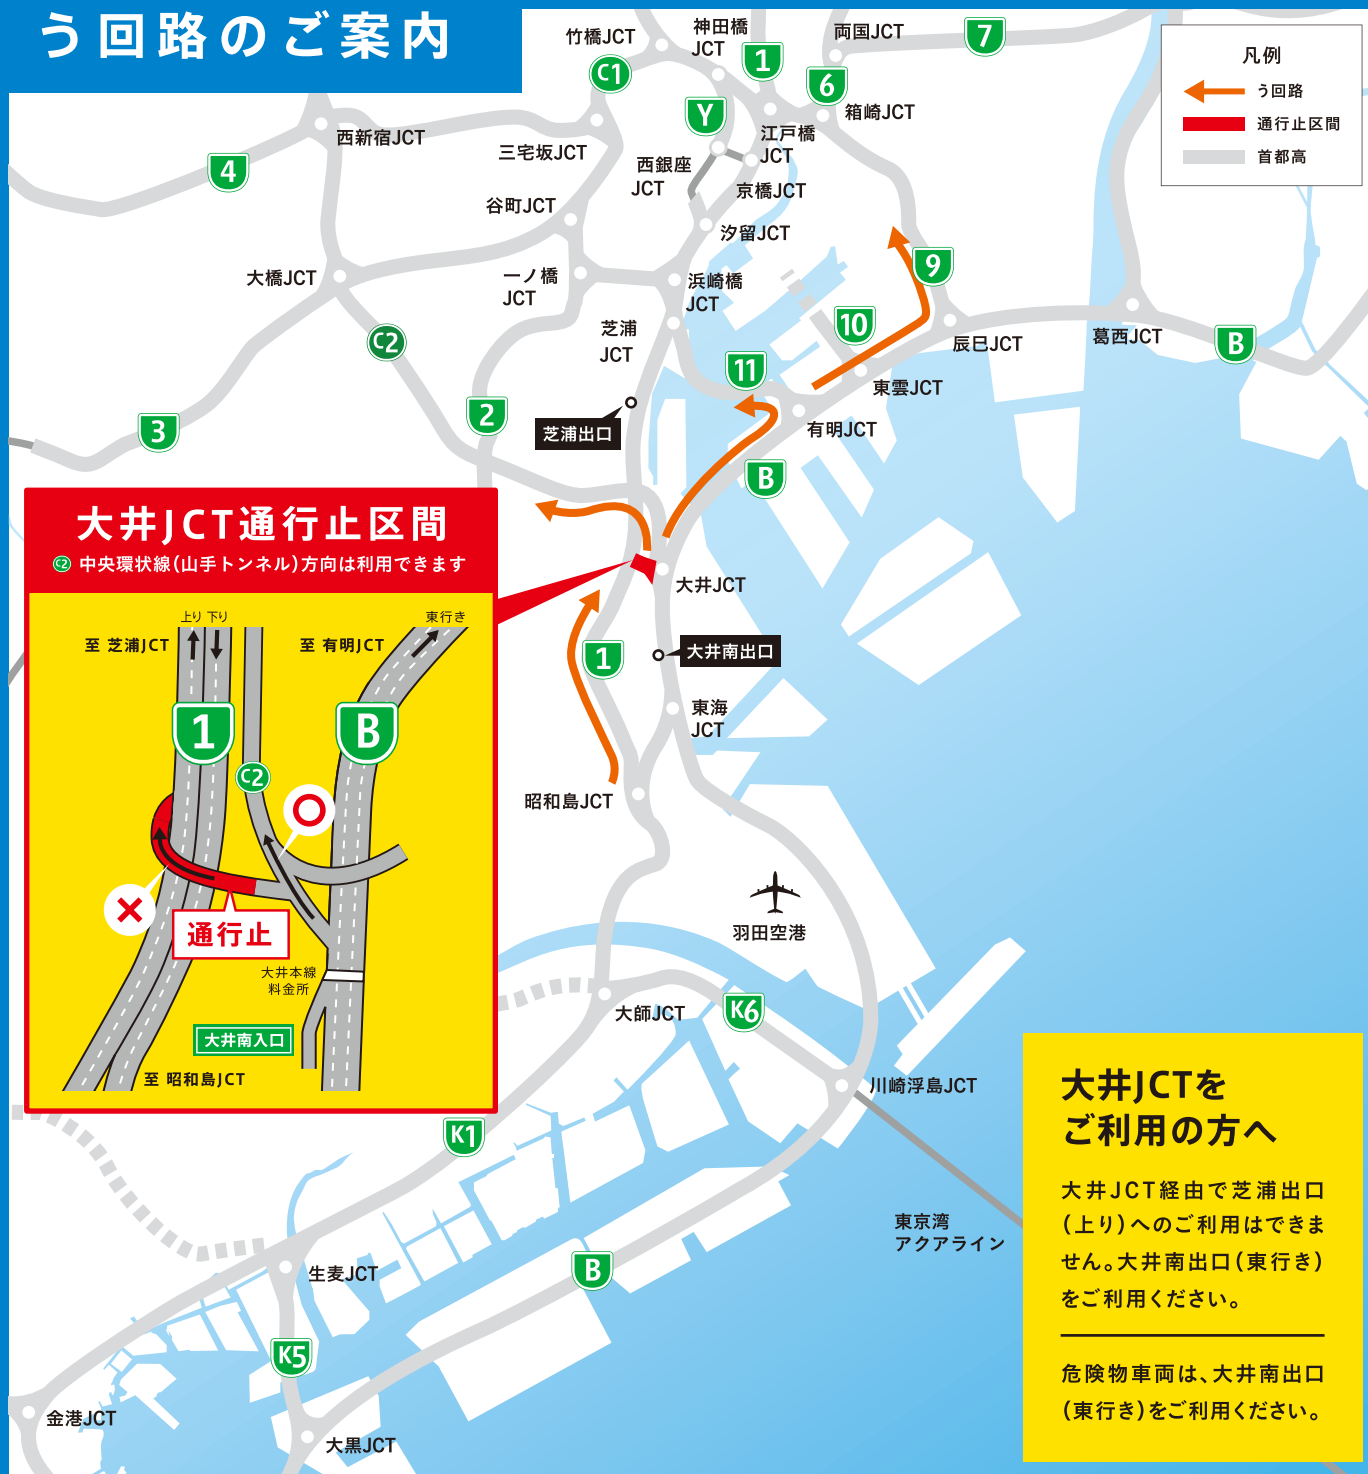 う回路のご案内
凡例
う回路
通行止区間
首都高
竹橋JCT
神田橋
JCT
両国JCT
7
C1
1
6
Y
箱崎JCT
江戸橋
JCT
西新宿JCT
三宅坂JCT
西銀座
JCT
京橋JCT
4
谷町JCT
汐留JCT
大橋JCT
一ノ橋
JCT
浜崎橋
JCT
9
10
芝浦
JCT
辰巳JCT
葛西JCT
B
C2
11
東雲JCT
2
3
芝浦出口
有明JCT
B
大井JCT通行止区間
C2 中央環状線(山手トンネル)方向は利用できます
上り 下り
東行き
至 芝浦JCT
至 有明JCT
1
B
C2
通行止
大井本線
料金所
大井南入口
至 昭和島JCT
大井JCT
大井南出口
1
東海
JCT
昭和島JCT
羽田空港
大師JCT
K6
川崎浮島JCT
K1
東京湾
アクアライン
生麦JCT
B
K5
金港JCT
大黒JCT
大井JCTを
ご利用の方へ
大井JCT経由で芝浦出口
(上り)へのご利用はできま
せん。大井南出口(東行き)
をご利用ください。
危険物車両は、大井南出口
(東行き)をご利用ください。